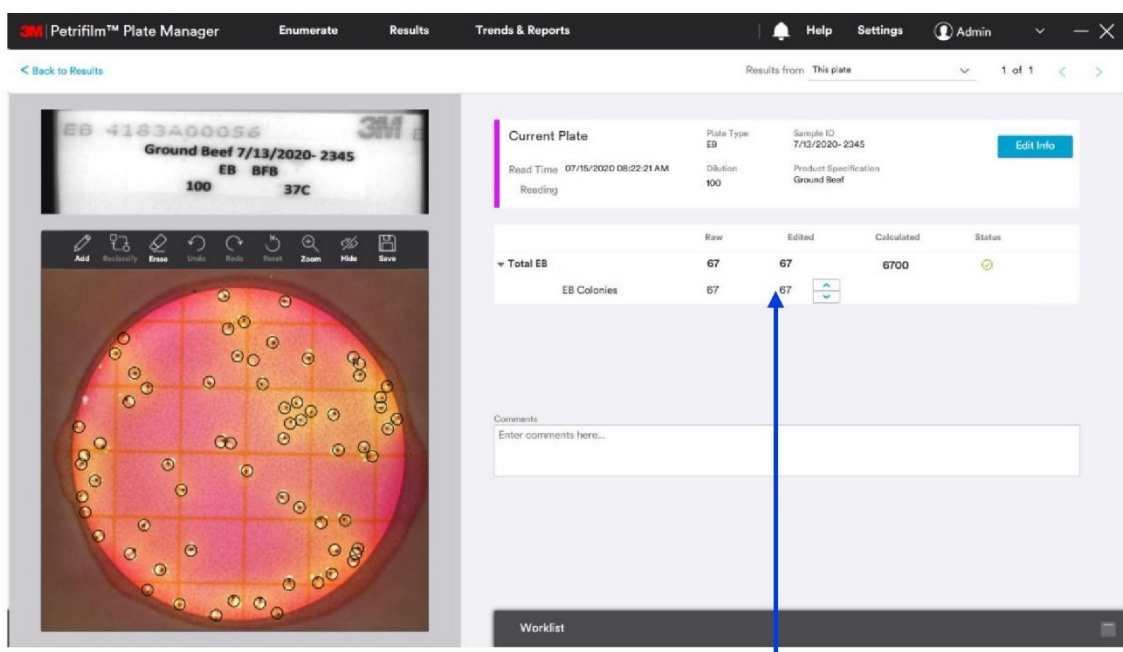 3M Petrifilm™ Plate Manager Enumerate Results Trends & Reports Help Settings Admin
< Back to Results Results from This plate 1 of 1 < >
EB 4183A00056 3M E
Ground Beef 7/13/2020- 2345
EB BFB
100 37C
Add Reclassify Erase Undo Redo Reset Zoom Hide Save
Current Plate Plate Type Sample ID
EB 7/13/2020- 2345 Edit Info
Read Time 07/15/2020 08:22:21 AM Dilution Product Specification
Reading 100 Ground Beef
Raw Edited Calculated Status
Total EB 67 67 6700
EB Colonies 67 67
Comments
Enter comments here...
Worklist